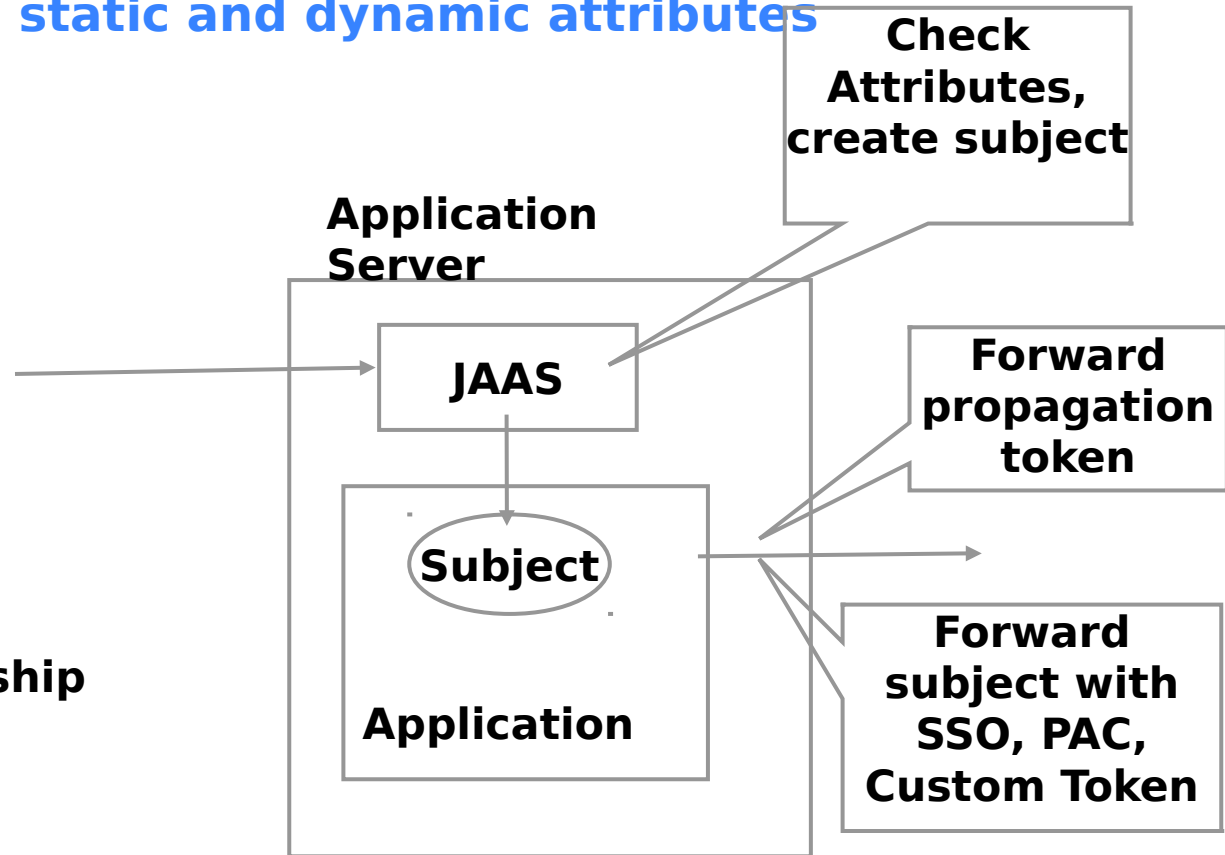 static and dynamic attributes
Check
Attributes,
create subject
Application
Server
JAAS
Forward
propagation
token
Subject
Forward
subject with
SSO, PAC,
Custom Token
ship
Application